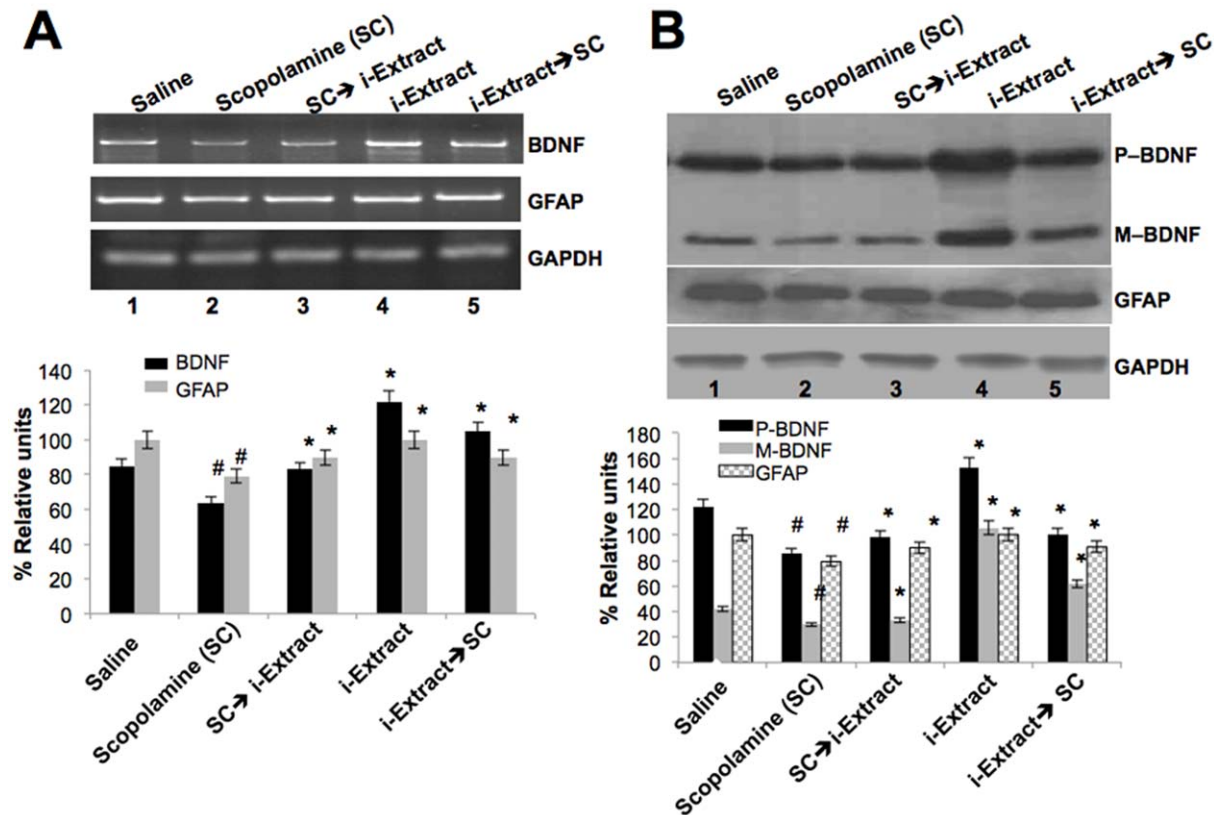 A
Saline
Scopolamine (SC)
SC➔ i-Extract
i-Extract
i-Extract➔SC
BDNF
GFAP
GAPDH
1 2 3 4 5
BDNF
GFAP
% Relative units
140
120
100
80
60
40
20
0
# # * * * * * *
Saline
Scopolamine (SC)
SC➔ i-Extract
i-Extract
i-Extract➔SC
B
Saline
Scopolamine (SC)
SC➔i-Extract
i-Extract
i-Extract➔ SC
P–BDNF
M–BDNF
GFAP
GAPDH
1 2 3 4 5
P-BDNF
M-BDNF
GFAP
% Relative units
180
160
140
120
100
80
60
40
20
0
# # # * * * * * * * * *
Saline
Scopolamine (SC)
SC➔ i-Extract
i-Extract
i-Extract➔ SC